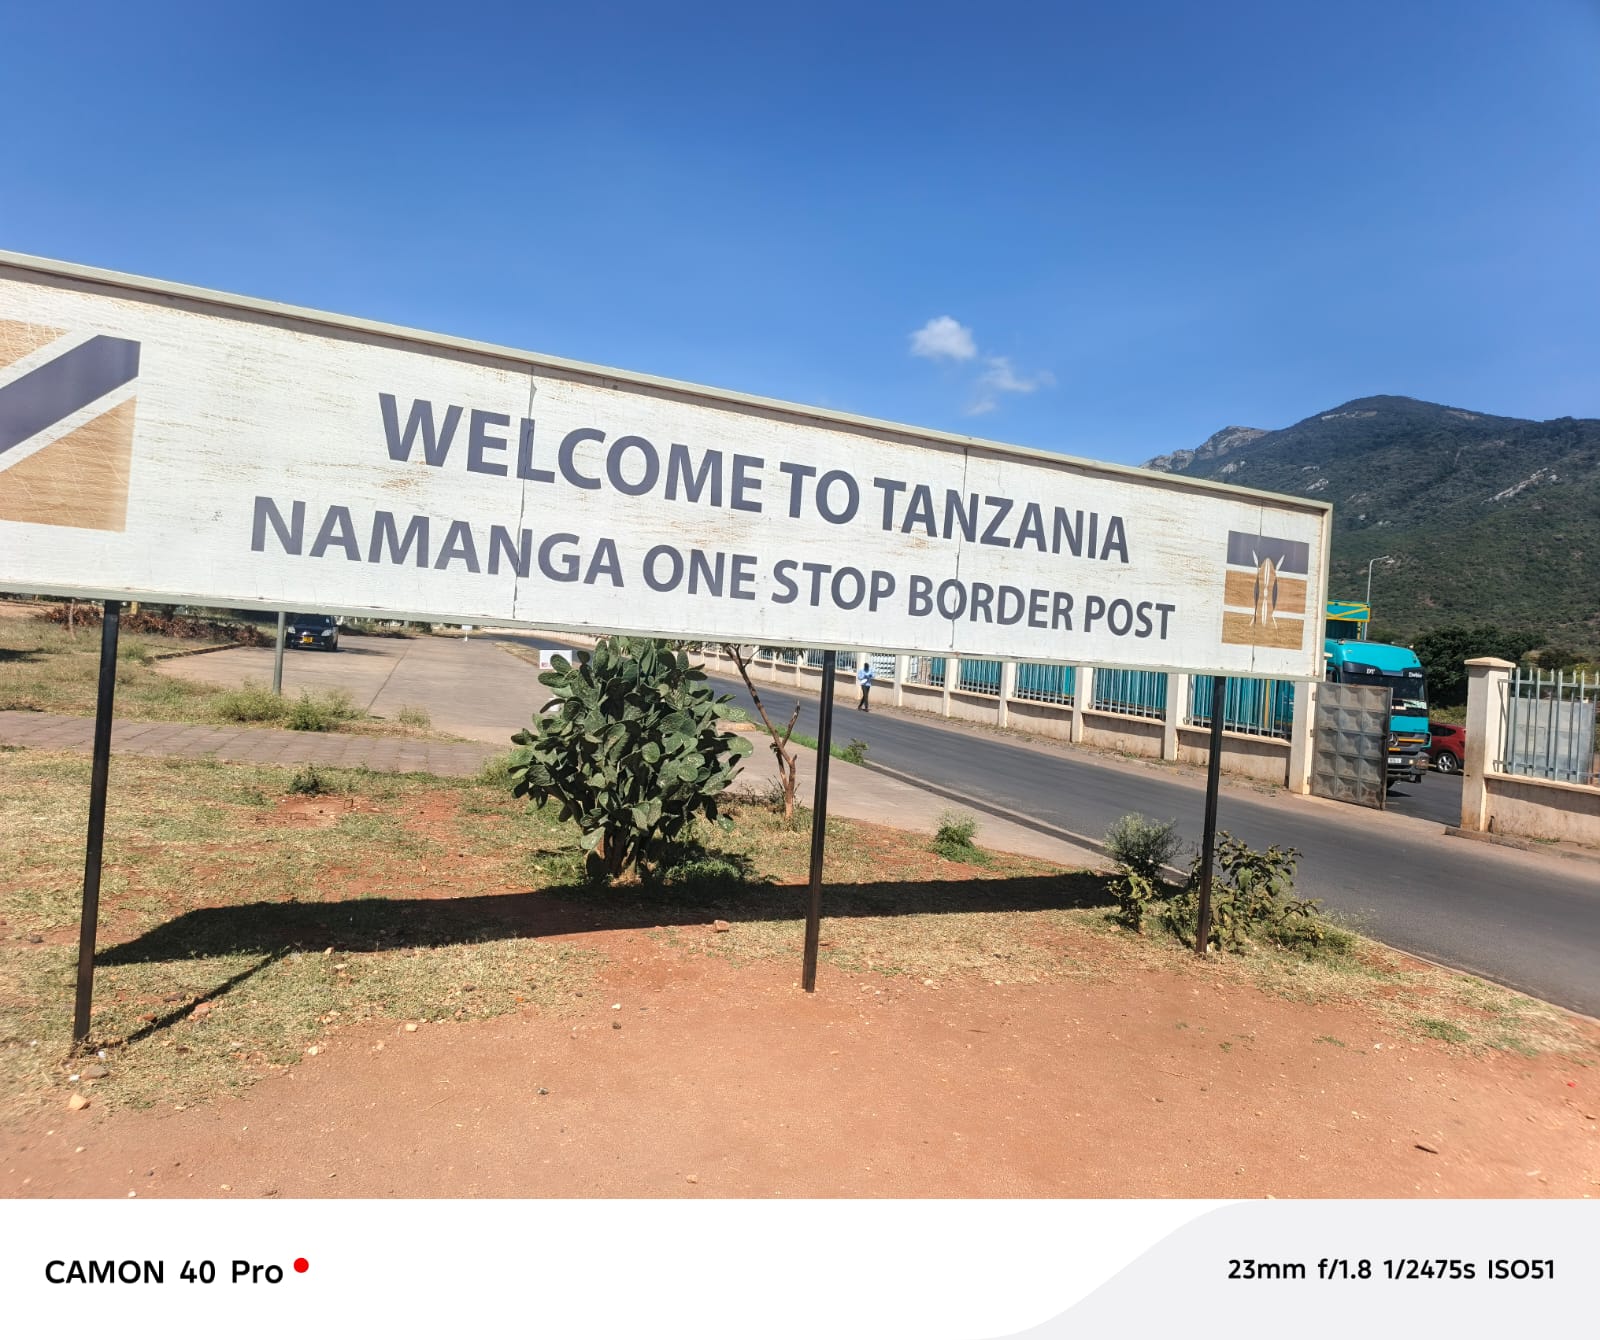 WELCOME TO TANZANIA
NAMANGA ONE STOP BORDER POST
CAMON 40 Pro
23mm f/1.8 1/2475s ISO51